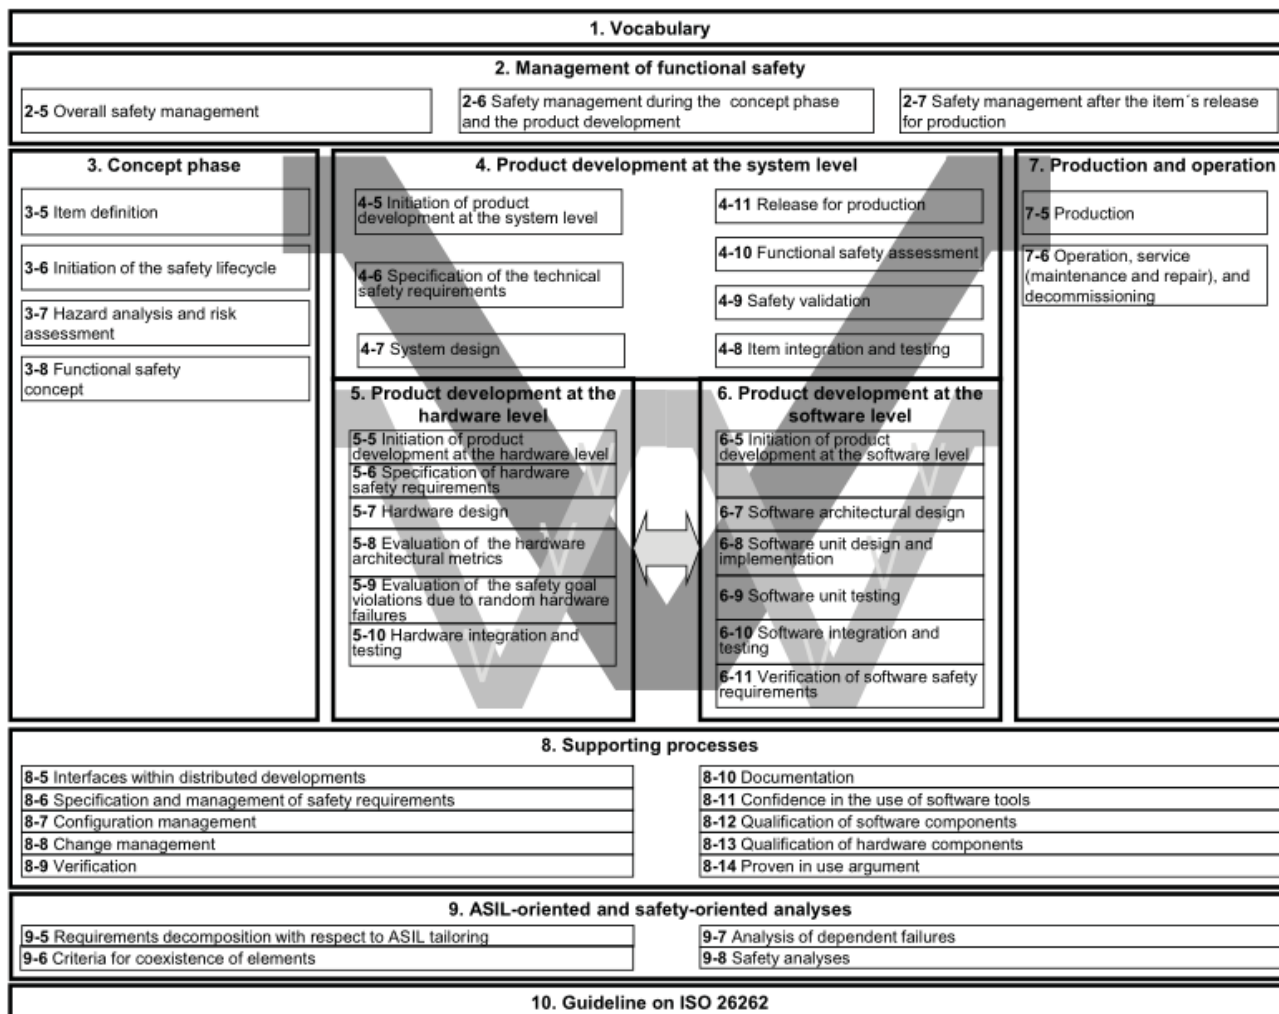 1. Vocabulary
2. Management of functional safety
2-5 Overall safety management
2-6 Safety management during the concept phase
and the product development
2-7 Safety management after the item´s release
for production
3. Concept phase
3-5 Item definition
3-6 Initiation of the safety lifecycle
3-7 Hazard analysis and risk
assessment
3-8 Functional safety
concept
4. Product development at the system level
4-5 Initiation of product
development at the system level
4-6 Specification of the technical
safety requirements
4-7 System design
4-11 Release for production
4-10 Functional safety assessment
4-9 Safety validation
4-8 Item integration and testing
7. Production and operation
7-5 Production
7-6 Operation, service
(maintenance and repair), and
decommissioning
5. Product development at the
hardware level
5-5 Initiation of product
development at the hardware level
5-6 Specification of hardware
safety requirements
5-7 Hardware design
5-8 Evaluation of the hardware
architectural metrics
5-9 Evaluation of the safety goal
violations due to random hardware
failures
5-10 Hardware integration and
testing
6. Product development at the
software level
6-5 Initiation of product
development at the software level
6-7 Software architectural design
6-8 Software unit design and
implementation
6-9 Software unit testing
6-10 Software integration and
testing
6-11 Verification of software safety
requirements
8. Supporting processes
8-5 Interfaces within distributed developments
8-6 Specification and management of safety requirements
8-7 Configuration management
8-8 Change management
8-9 Verification
8-10 Documentation
8-11 Confidence in the use of software tools
8-12 Qualification of software components
8-13 Qualification of hardware components
8-14 Proven in use argument
9. ASIL-oriented and safety-oriented analyses
9-5 Requirements decomposition with respect to ASIL tailoring
9-6 Criteria for coexistence of elements
9-7 Analysis of dependent failures
9-8 Safety analyses
10. Guideline on ISO 26262